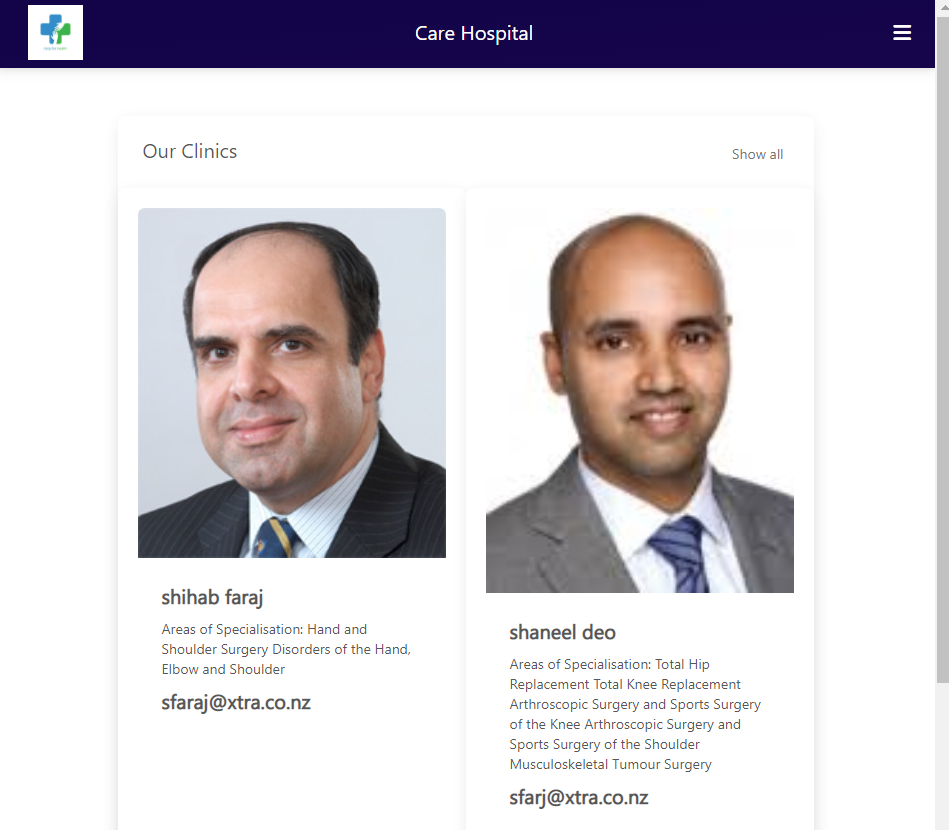 Care Hospital
Our Clinics
Show all
shihab faraj
Areas of Specialisation: Hand and
Shoulder Surgery Disorders of the Hand,
Elbow and Shoulder
sfaraj@xtra.co.nz
shaneel deo
Areas of Specialisation: Total Hip
Replacement Total Knee Replacement
Arthroscopic Surgery and Sports Surgery
of the Knee Arthroscopic Surgery and
Sports Surgery of the Shoulder
Musculoskeletal Tumour Surgery
sfarj@xtra.co.nz